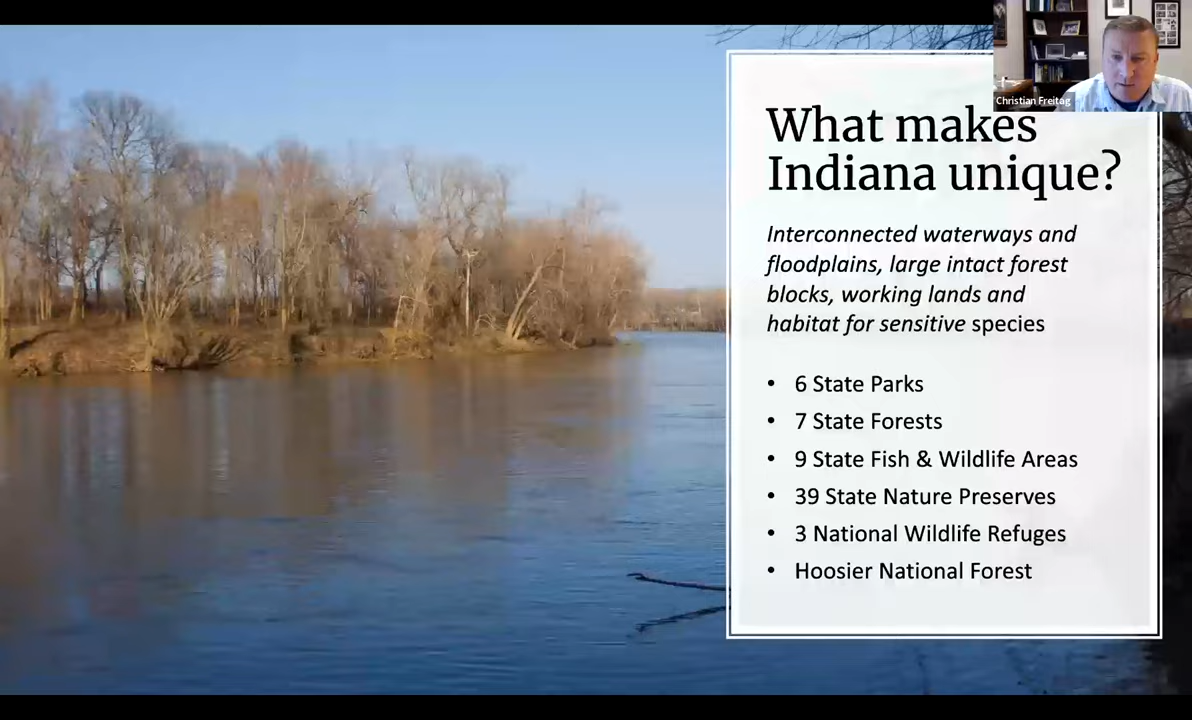 Christian Freitag
What makes
Indiana unique?
Interconnected waterways and
floodplains, large intact forest
blocks, working lands and
habitat for sensitive species
• 6 State Parks
• 7 State Forests
• 9 State Fish & Wildlife Areas
• 39 State Nature Preserves
• 3 National Wildlife Refuges
• Hoosier National Forest